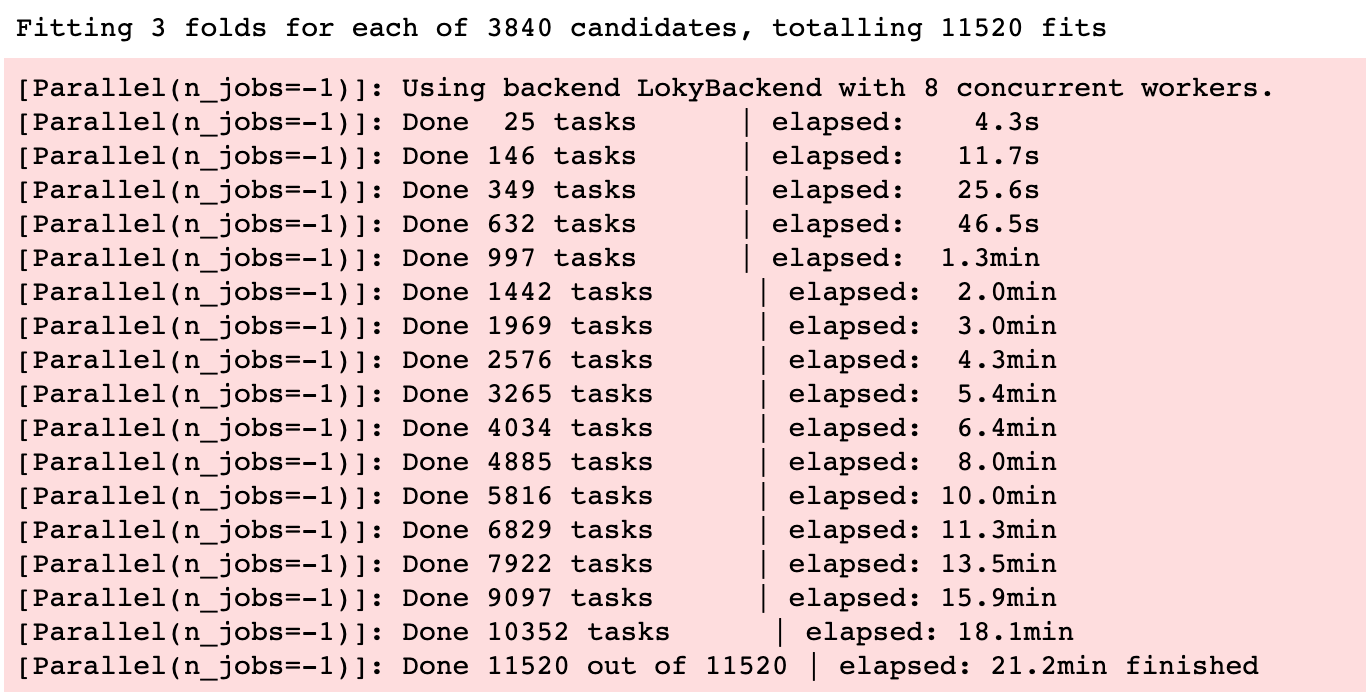 Fitting 3 folds for each of 3840 candidates, totalling 11520 fits
[Parallel(n_jobs=-1)]: Using backend LokyBackend with 8 concurrent workers.
[Parallel(n_jobs=-1)]: Done  25 tasks      | elapsed:    4.3s
[Parallel(n_jobs=-1)]: Done 146 tasks      | elapsed:   11.7s
[Parallel(n_jobs=-1)]: Done 349 tasks      | elapsed:   25.6s
[Parallel(n_jobs=-1)]: Done 632 tasks      | elapsed:   46.5s
[Parallel(n_jobs=-1)]: Done 997 tasks      | elapsed:  1.3min
[Parallel(n_jobs=-1)]: Done 1442 tasks      | elapsed:  2.0min
[Parallel(n_jobs=-1)]: Done 1969 tasks      | elapsed:  3.0min
[Parallel(n_jobs=-1)]: Done 2576 tasks      | elapsed:  4.3min
[Parallel(n_jobs=-1)]: Done 3265 tasks      | elapsed:  5.4min
[Parallel(n_jobs=-1)]: Done 4034 tasks      | elapsed:  6.4min
[Parallel(n_jobs=-1)]: Done 4885 tasks      | elapsed:  8.0min
[Parallel(n_jobs=-1)]: Done 5816 tasks      | elapsed: 10.0min
[Parallel(n_jobs=-1)]: Done 6829 tasks      | elapsed: 11.3min
[Parallel(n_jobs=-1)]: Done 7922 tasks      | elapsed: 13.5min
[Parallel(n_jobs=-1)]: Done 9097 tasks      | elapsed: 15.9min
[Parallel(n_jobs=-1)]: Done 10352 tasks      | elapsed: 18.1min
[Parallel(n_jobs=-1)]: Done 11520 out of 11520 | elapsed: 21.2min finished